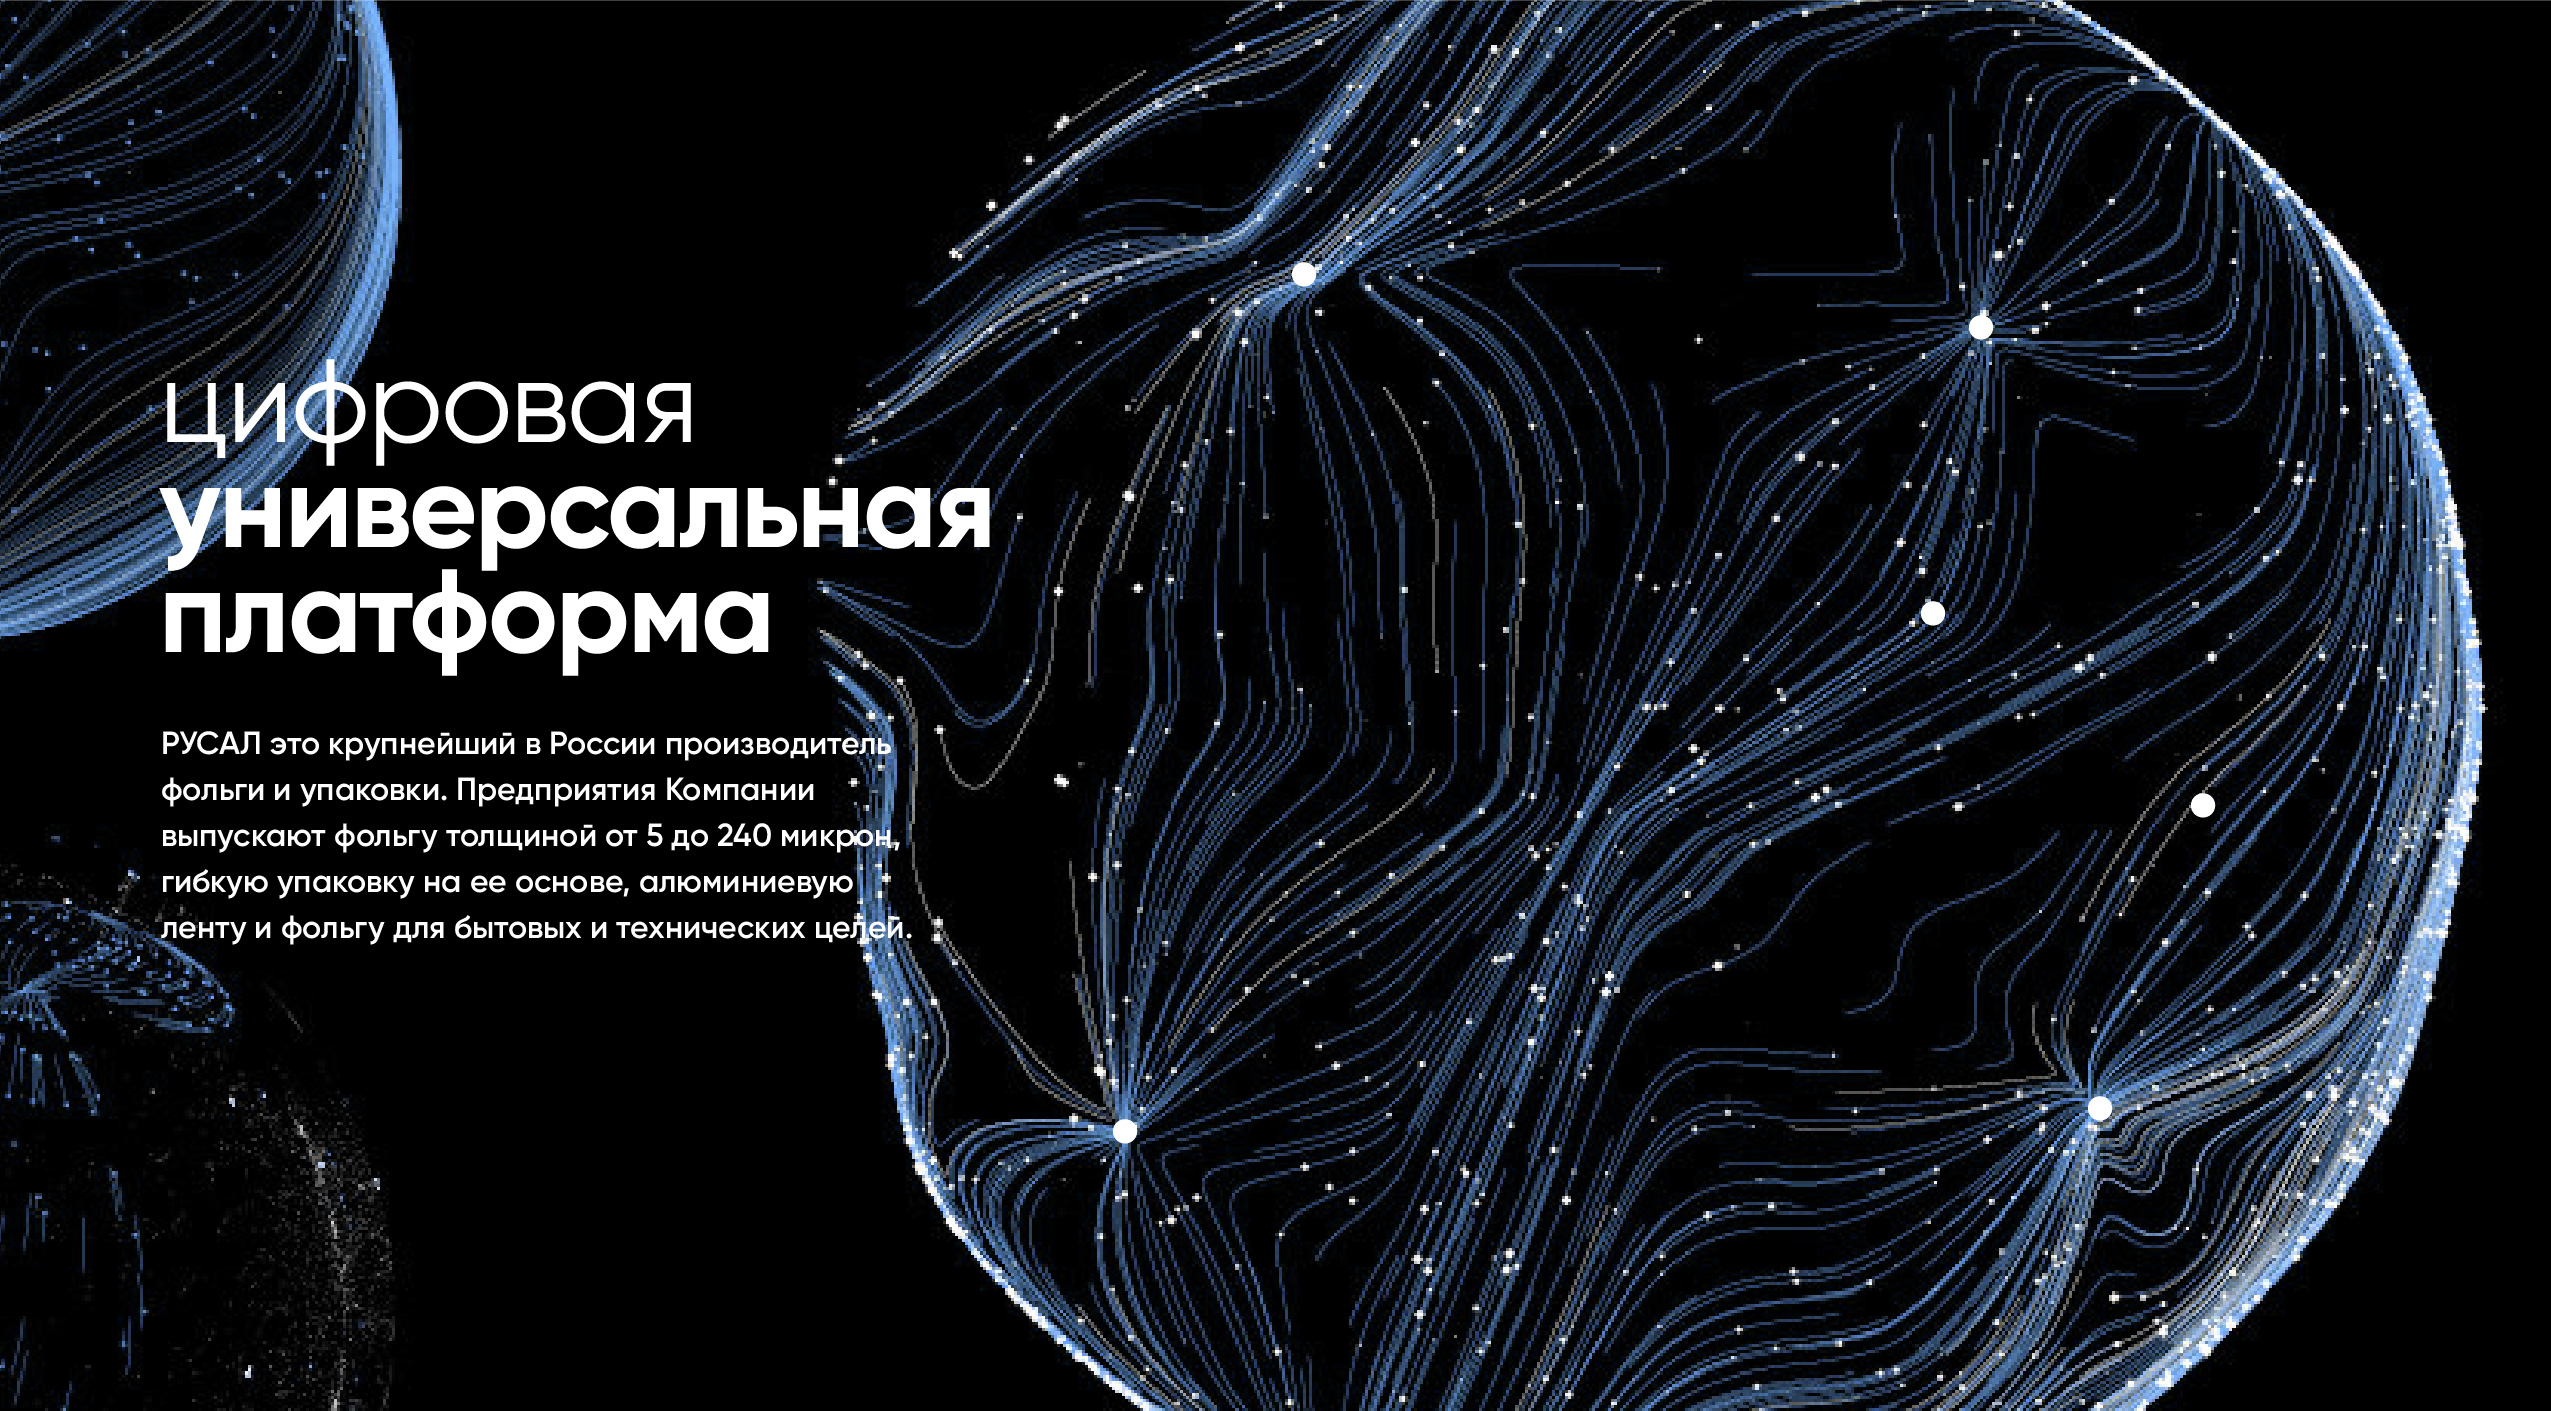 цифровая
универсальная
платформа
РУСАЛ это крупнейший в России производитель
фольги и упаковки. Предприятия Компании
выпускают фольгу толщиной от 5 до 240 микрон,
гибкую упаковку на ее основе, алюминиевую
ленту и фольгу для бытовых и технических целей.